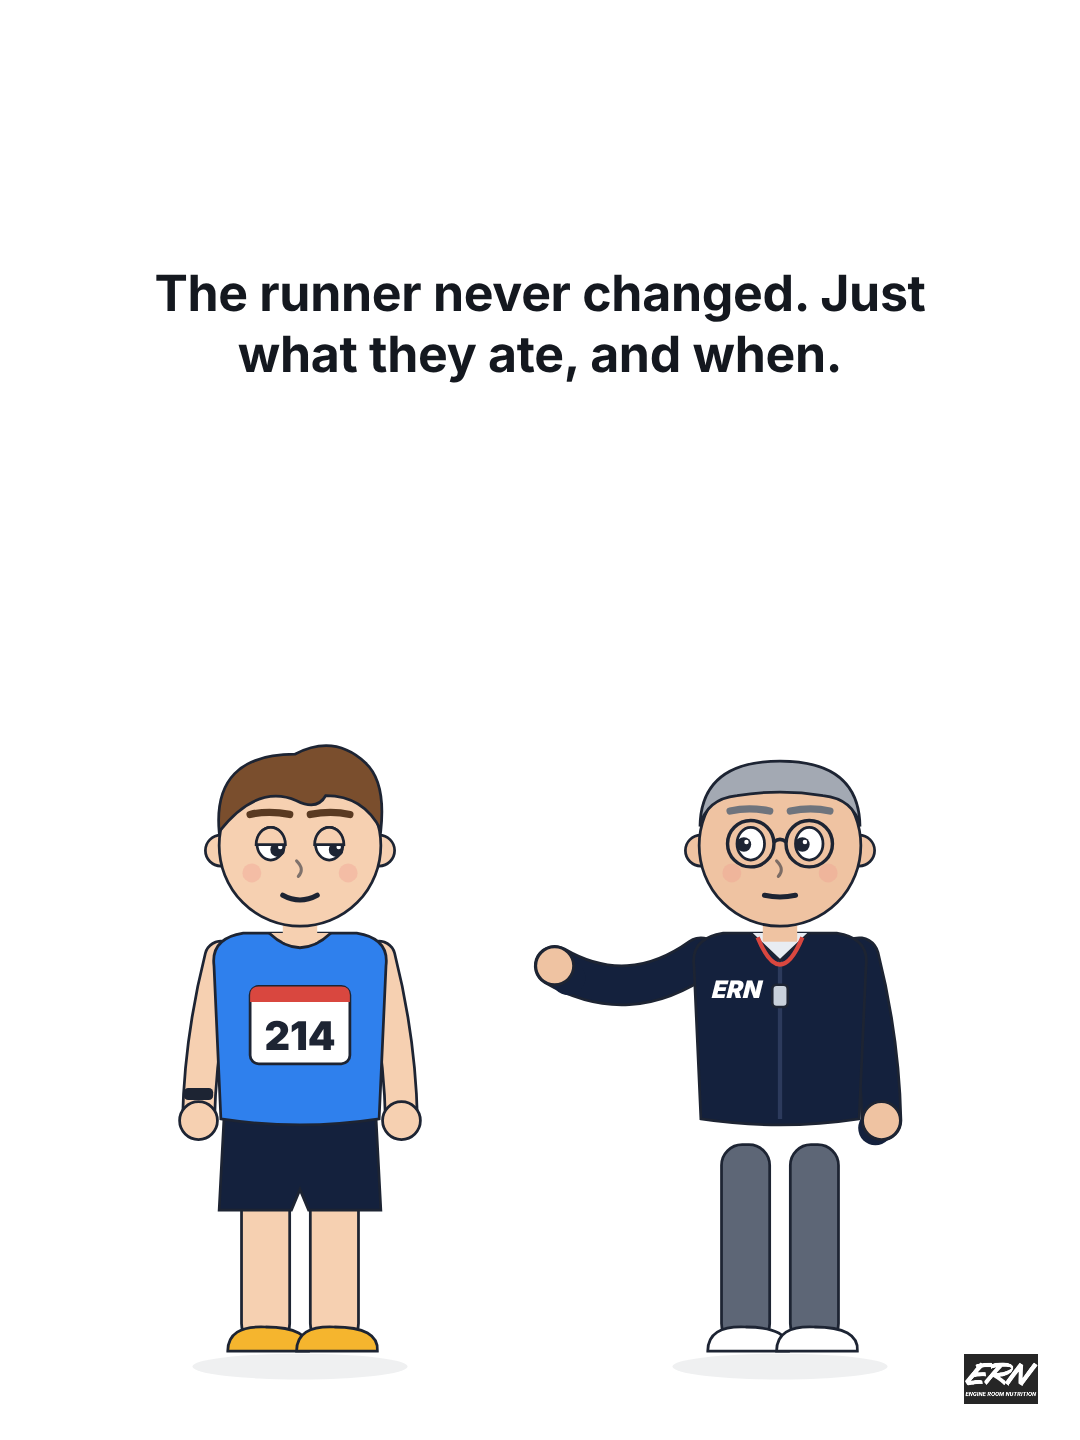 The runner never changed. Just
what they ate, and when.
ERN
214
ERN
ENGINE ROOM NUTRITION